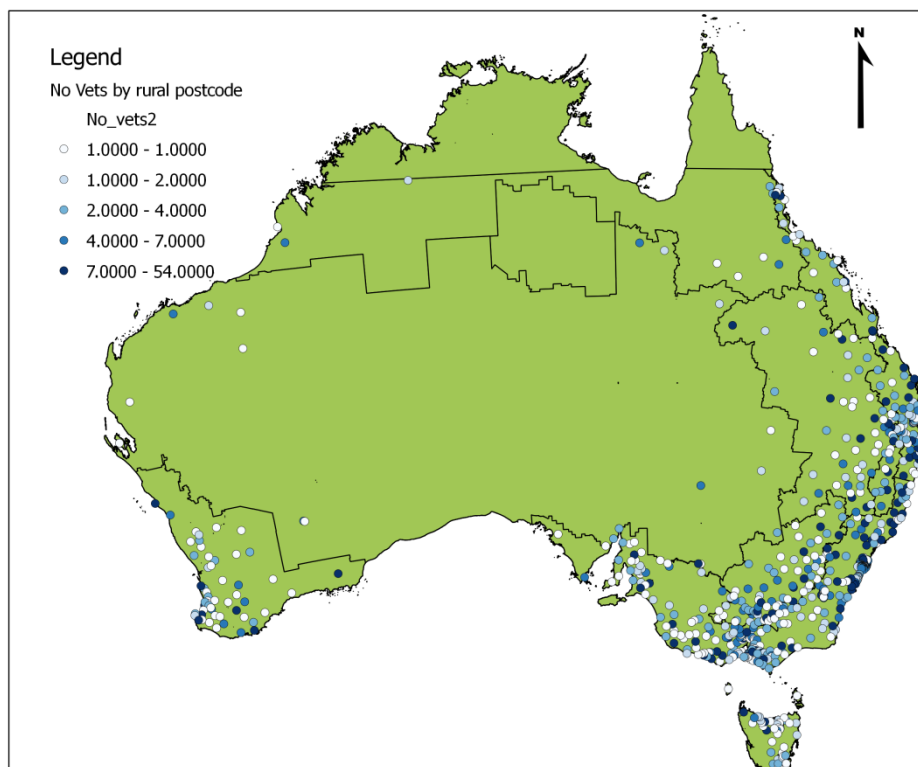 Legend
No Vets by rural postcode
No_vets2
1.0000 - 1.0000
1.0000 - 2.0000
2.0000 - 4.0000
4.0000 - 7.0000
7.0000 - 54.0000
N